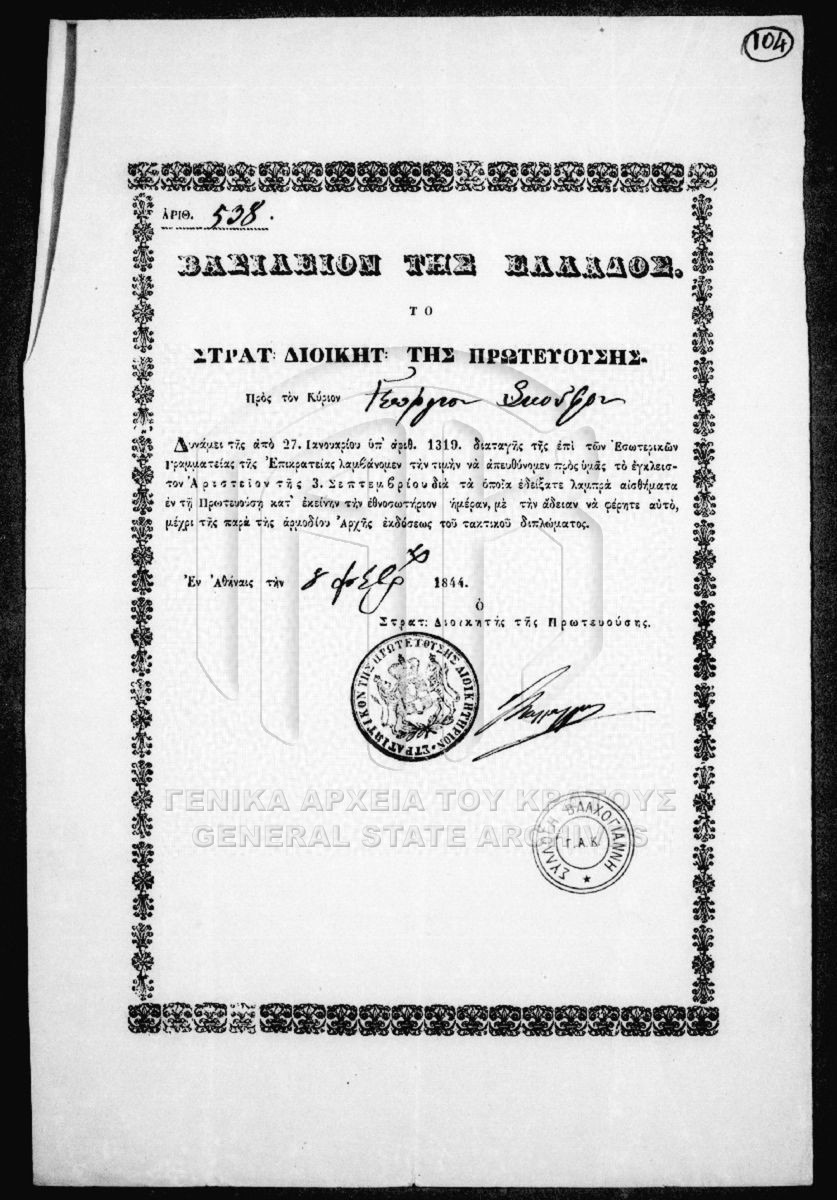 104
ΑΡΙΘ. 538.
ΒΑΣΙΛΕΙΟΝ ΤΗΣ ΕΛΛΑΔΟΣ.
ΤΟ
ΣΤΡΑΤ: ΔΙΟΙΚΗΤ: ΤΗΣ ΠΡΩΤΕΥΟΥΣΗΣ.
Πρὸς τὸν Κύριον Γεώργιον
Δυνάμει τῆς ἀπὸ 27. Ιανουαρίου ὑπ' ἀριθ. 1319. διαταγῆς τῆς ἐπὶ τῶν Ἐσωτερικῶν
Γραμματείας τῆς Ἐπικρατείας λαμβάνομεν τὴν τιμὴν νὰ ἀπευθύνομεν πρὸς ὑμᾶς τὸ ἐγκλεισ-
τον Ἀριστεῖον τῆς 3. Σεπτεμβρίου διὰ τὰ ὁποῖα ἐδείξατε λαμπρὰ αἰσθήματα
ἐν τῇ Πρωτευούσῃ κατ' ἐκείνην τὴν ἐθνοσωτήριον ἡμέραν, μὲ τὴν ἄδειαν νὰ φέρητε αὐτὸ,
μέχρι τῆς παρὰ τῆς ἁρμοδίου Ἀρχῆς ἐκδόσεως τοῦ τακτικοῦ διπλώματος.
Ἐν Ἀθήναις τὴν 8 1844.
Ὁ
Στρατ: Διοικητὴς τῆς Πρωτευούσης.
ΣΤΡΑΤΙΩΤΙΚΟΝ ΤΗΣ ΠΡΩΤΕΥΟΥΣΗΣ ΔΙΟΙΚΗΤΗΡΙΟΝ
ΓΕΝΙΚΑ ΑΡΧΕΙΑ ΤΟΥ ΚΡΑΤΟΥΣ
GENERAL STATE ARCHIVES
ΣΥΛΛΟΓΗ ΒΛΑΧΟΓΙΑΝΝΗ
Γ.Α.Κ.